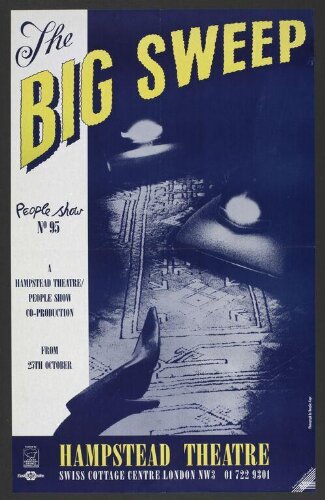 The
BIG SWEEP
People show
Nº 95
A
HAMPSTEAD THEATRE/
PEOPLE SHOW
CO-PRODUCTION
FROM
25TH OCTOBER
HAMPSTEAD THEATRE
SWISS COTTAGE CENTRE LONDON NW3 01 722 9301